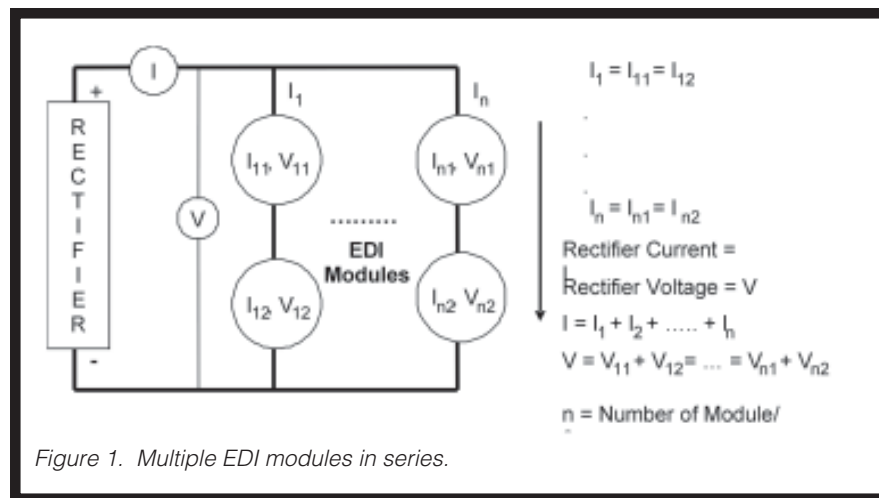 I
+
RECTIFIER
-
V
I1
I11, V11
I12, V12
.........
EDI
Modules
In
In1, Vn1
In2, Vn2
I1 = I11 = I12
.
.
.
In = In1 = In2
Rectifier Current =
Rectifier Voltage = V
I = I1 + I2 + ..... + In
V = V11 + V12 = ... = Vn1 + Vn2
n = Number of Module/
Figure 1. Multiple EDI modules in series.